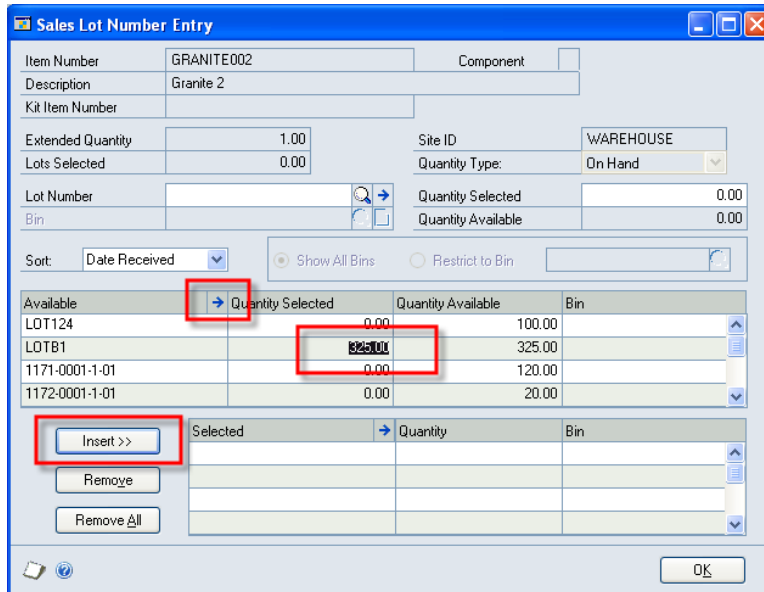 Sales Lot Number Entry
Item Number GRANITE002 Component
Description Granite 2
Kit Item Number
Extended Quantity 1.00 Site ID WAREHOUSE
Lots Selected 0.00 Quantity Type: On Hand
Lot Number Quantity Selected 0.00
Bin Quantity Available 0.00
Sort: Date Received Show All Bins Restrict to Bin
Available Quantity Selected Quantity Available Bin
LOT124 0.00 100.00
LOTB1 325.00 325.00
1171-0001-1-01 0.00 120.00
1172-0001-1-01 0.00 20.00
Insert >> Selected Quantity Bin
Remove
Remove All
OK